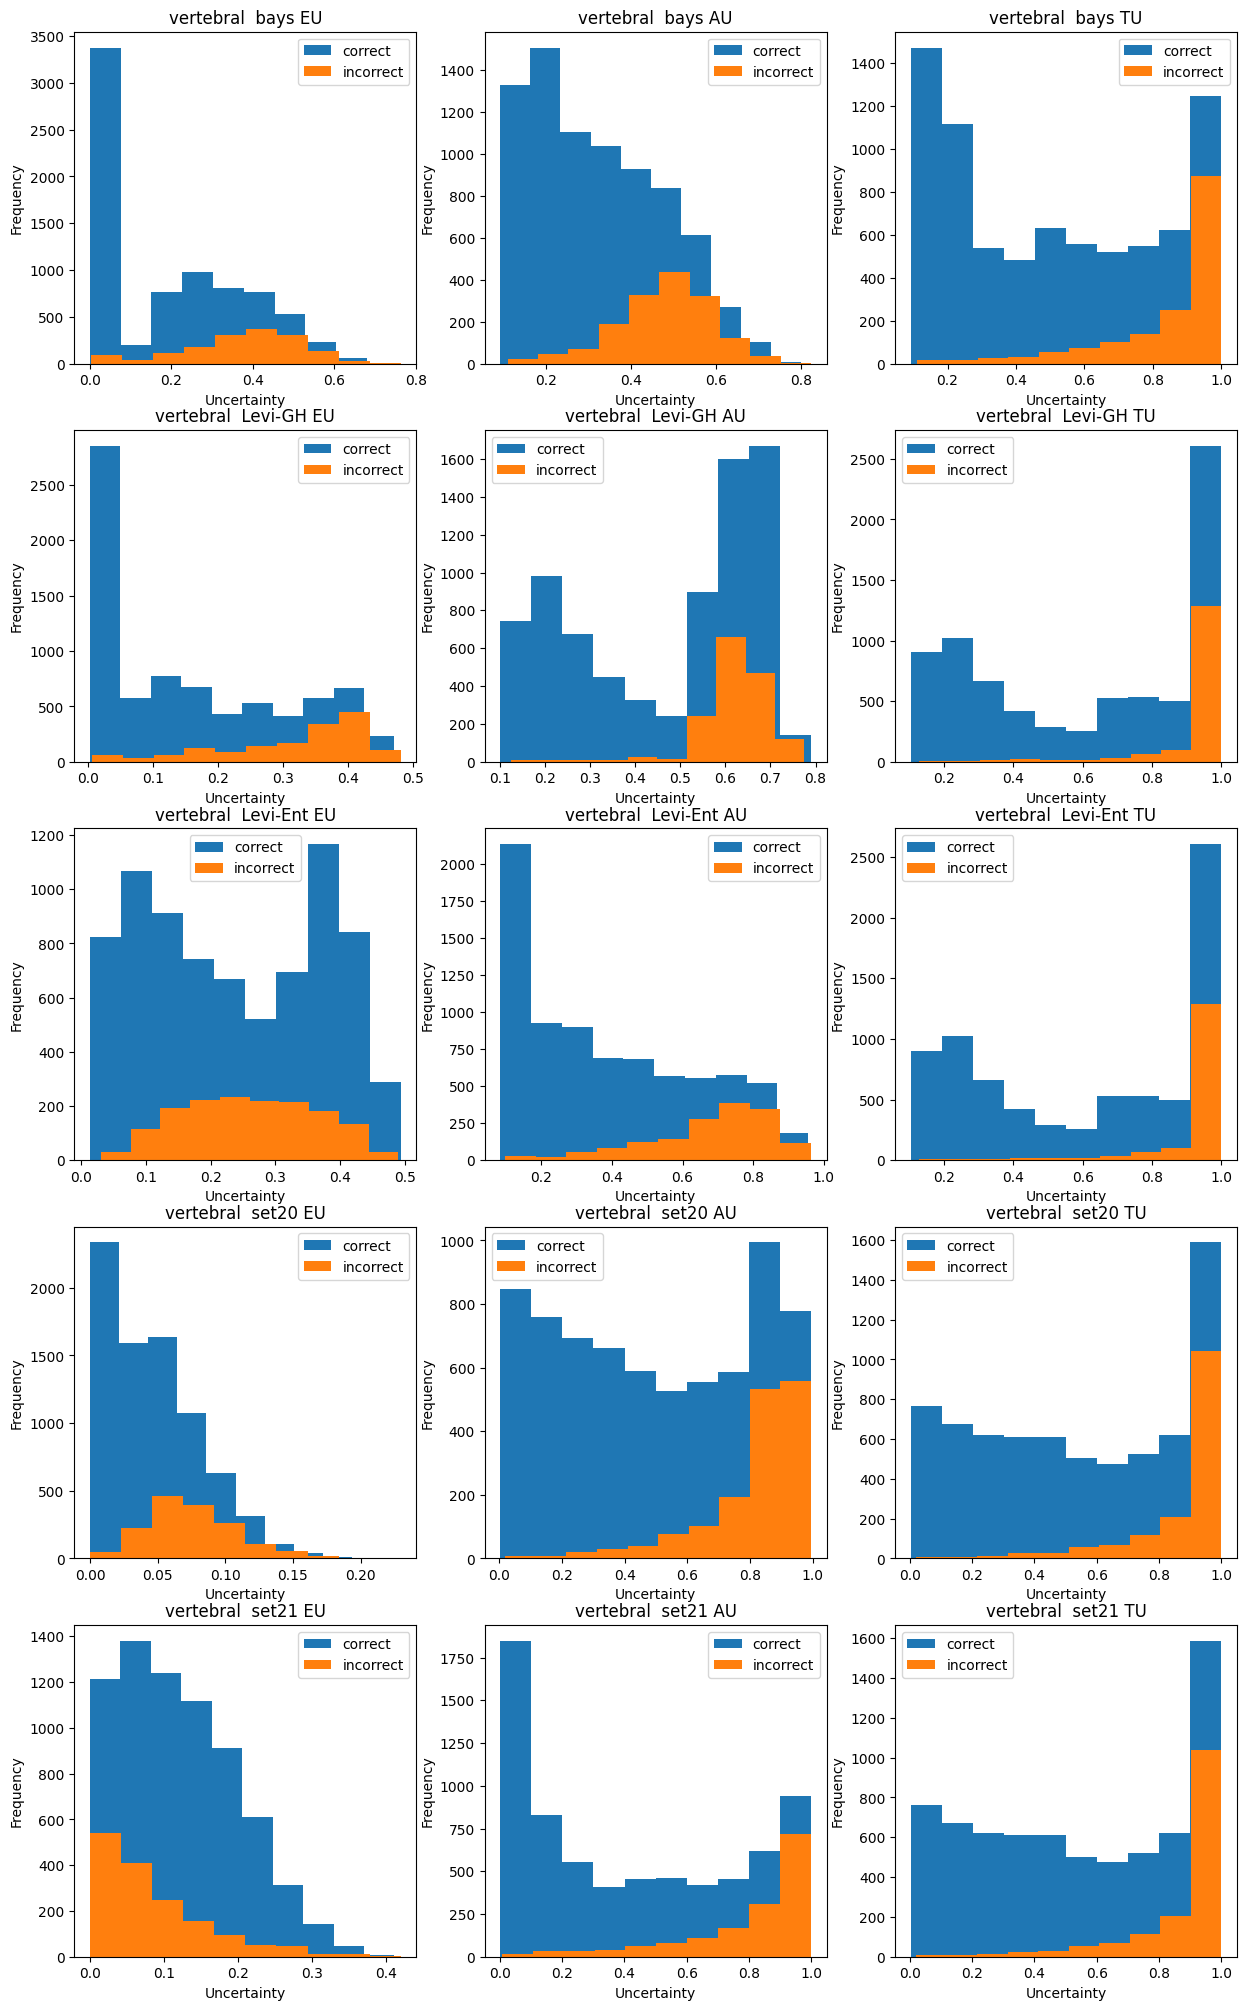 vertebral  bays EU
correct
incorrect
Frequency
3500
3000
2500
2000
1500
1000
500
0
0.0
0.2
0.4
0.6
0.8
Uncertainty
vertebral  bays AU
correct
incorrect
Frequency
1400
1200
1000
800
600
400
200
0
0.2
0.4
0.6
0.8
Uncertainty
vertebral  bays TU
correct
incorrect
Frequency
1400
1200
1000
800
600
400
200
0
0.2
0.4
0.6
0.8
1.0
Uncertainty
vertebral  Levi-GH EU
correct
incorrect
Frequency
2500
2000
1500
1000
500
0
0.0
0.1
0.2
0.3
0.4
0.5
Uncertainty
vertebral  Levi-GH AU
correct
incorrect
Frequency
1600
1400
1200
1000
800
600
400
200
0
0.1
0.2
0.3
0.4
0.5
0.6
0.7
0.8
Uncertainty
vertebral  Levi-GH TU
correct
incorrect
Frequency
2500
2000
1500
1000
500
0
0.2
0.4
0.6
0.8
1.0
Uncertainty
vertebral  Levi-Ent EU
correct
incorrect
Frequency
1200
1000
800
600
400
200
0
0.0
0.1
0.2
0.3
0.4
0.5
Uncertainty
vertebral  Levi-Ent AU
correct
incorrect
Frequency
2000
1750
1500
1250
1000
750
500
250
0
0.2
0.4
0.6
0.8
1.0
Uncertainty
vertebral  Levi-Ent TU
correct
incorrect
Frequency
2500
2000
1500
1000
500
0
0.2
0.4
0.6
0.8
1.0
Uncertainty
vertebral  set20 EU
correct
incorrect
Frequency
2000
1500
1000
500
0
0.00
0.05
0.10
0.15
0.20
Uncertainty
vertebral  set20 AU
correct
incorrect
Frequency
1000
800
600
400
200
0
0.0
0.2
0.4
0.6
0.8
1.0
Uncertainty
vertebral  set20 TU
correct
incorrect
Frequency
1600
1400
1200
1000
800
600
400
200
0
0.0
0.2
0.4
0.6
0.8
1.0
Uncertainty
vertebral  set21 EU
correct
incorrect
Frequency
1400
1200
1000
800
600
400
200
0
0.0
0.1
0.2
0.3
0.4
Uncertainty
vertebral  set21 AU
correct
incorrect
Frequency
1750
1500
1250
1000
750
500
250
0
0.0
0.2
0.4
0.6
0.8
1.0
Uncertainty
vertebral  set21 TU
correct
incorrect
Frequency
1600
1400
1200
1000
800
600
400
200
0
0.0
0.2
0.4
0.6
0.8
1.0
Uncertainty